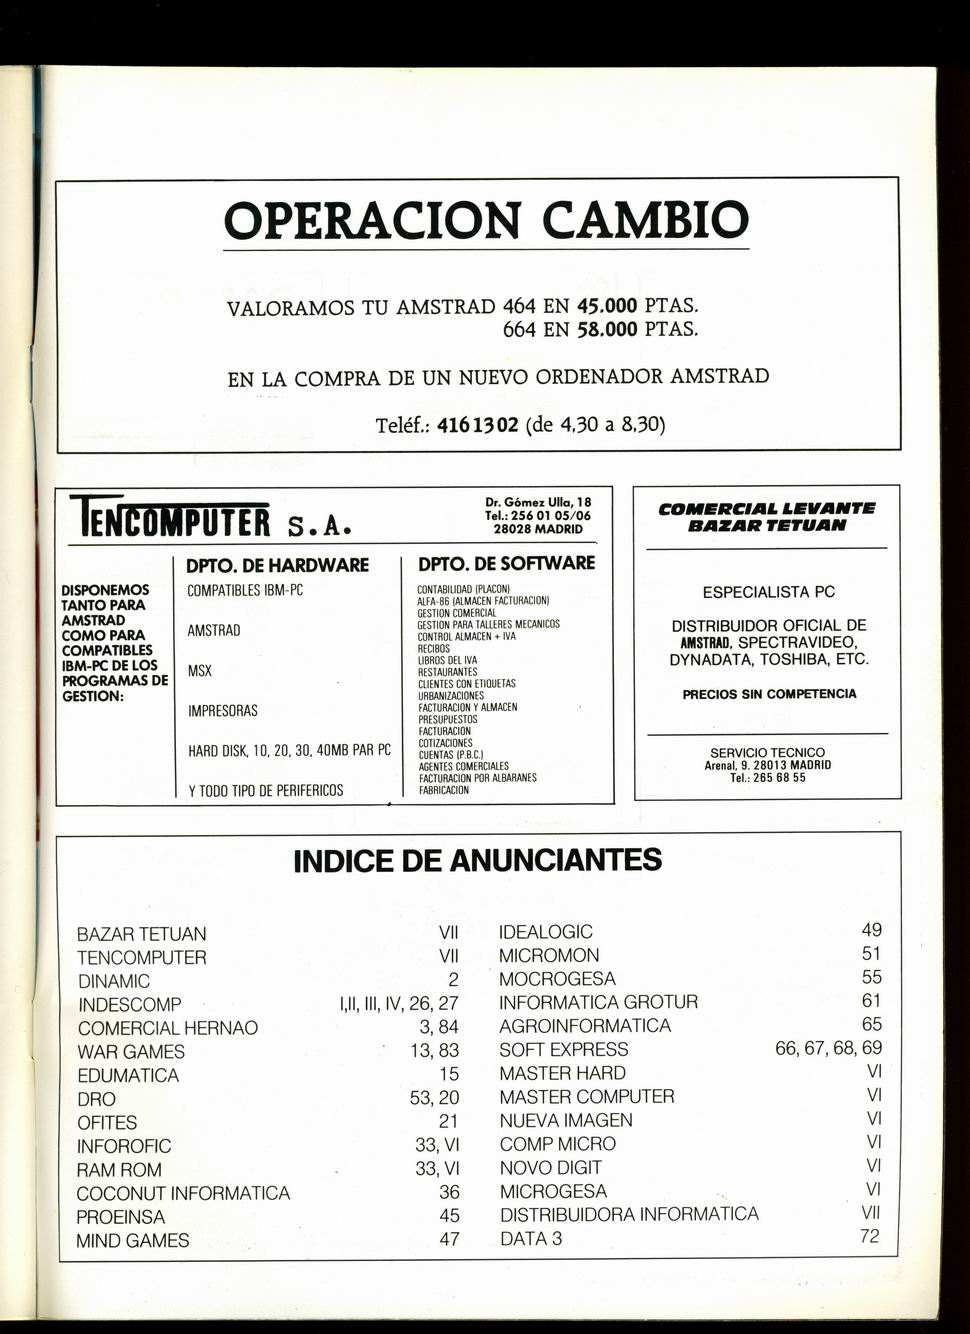 OPERACION CAMBIO
VALORAMOS TU AMSTRAD 464 EN 45.000 PTAS.
664 EN 58.000 PTAS.
EN LA COMPRA DE UN NUEVO ORDENADOR AMSTRAD
Teléf.: 4161302 (de 4,30 a 8,30)
TENCOMPUTER S.A.
Dr. Gómez Ulla, 18
Tel.: 256 01 05/06
28028 MADRID
DISPONEMOS
TANTO PARA
AMSTRAD
COMO PARA
COMPATIBLES
IBM-PC DE LOS
PROGRAMAS DE
GESTION:
DPTO. DE HARDWARE
COMPATIBLES IBM-PC
AMSTRAD
MSX
IMPRESORAS
HARD DISK, 10, 20, 30, 40MB PAR PC
Y TODO TIPO DE PERIFERICOS
DPTO. DE SOFTWARE
CONTABILIDAD (PLACON)
ALFA-86 (ALMACEN FACTURACION)
GESTION COMERCIAL
GESTION PARA TALLERES MECANICOS
CONTROL ALMACEN + IVA
RECIBOS
LIBROS DEL IVA
RESTAURANTES
CLIENTES CON ETIQUETAS
URBANIZACIONES
FACTURACION Y ALMACEN
PRESUPUESTOS
FACTURACION
COTIZACIONES
CUENTAS (P.B.C.)
AGENTES COMERCIALES
FACTURACION POR ALBARANES
FABRICACION
COMERCIAL LEVANTE
BAZAR TETUAN
ESPECIALISTA PC
DISTRIBUIDOR OFICIAL DE
AMSTRAD, SPECTRAVIDEO,
DYNADATA, TOSHIBA, ETC.
PRECIOS SIN COMPETENCIA
SERVICIO TECNICO
Arenal, 9. 28013 MADRID
Tel.: 265 68 55
INDICE DE ANUNCIANTES
BAZAR TETUAN VII
TENCOMPUTER VII
DINAMIC 2
INDESCOMP I,II, III, IV, 26, 27
COMERCIAL HERNAO 3, 84
WAR GAMES 13, 83
EDUMATICA 15
DRO 53, 20
OFITES 21
INFOROFIC 33, VI
RAM ROM 33, VI
COCONUT INFORMATICA 36
PROEINSA 45
MIND GAMES 47
IDEALOGIC 49
MICROMON 51
MOCROGESA 55
INFORMATICA GROTUR 61
AGROINFORMATICA 65
SOFT EXPRESS 66, 67, 68, 69
MASTER HARD VI
MASTER COMPUTER VI
NUEVA IMAGEN VI
COMP MICRO VI
NOVO DIGIT VI
MICROGESA VI
DISTRIBUIDORA INFORMATICA VII
DATA 3 72